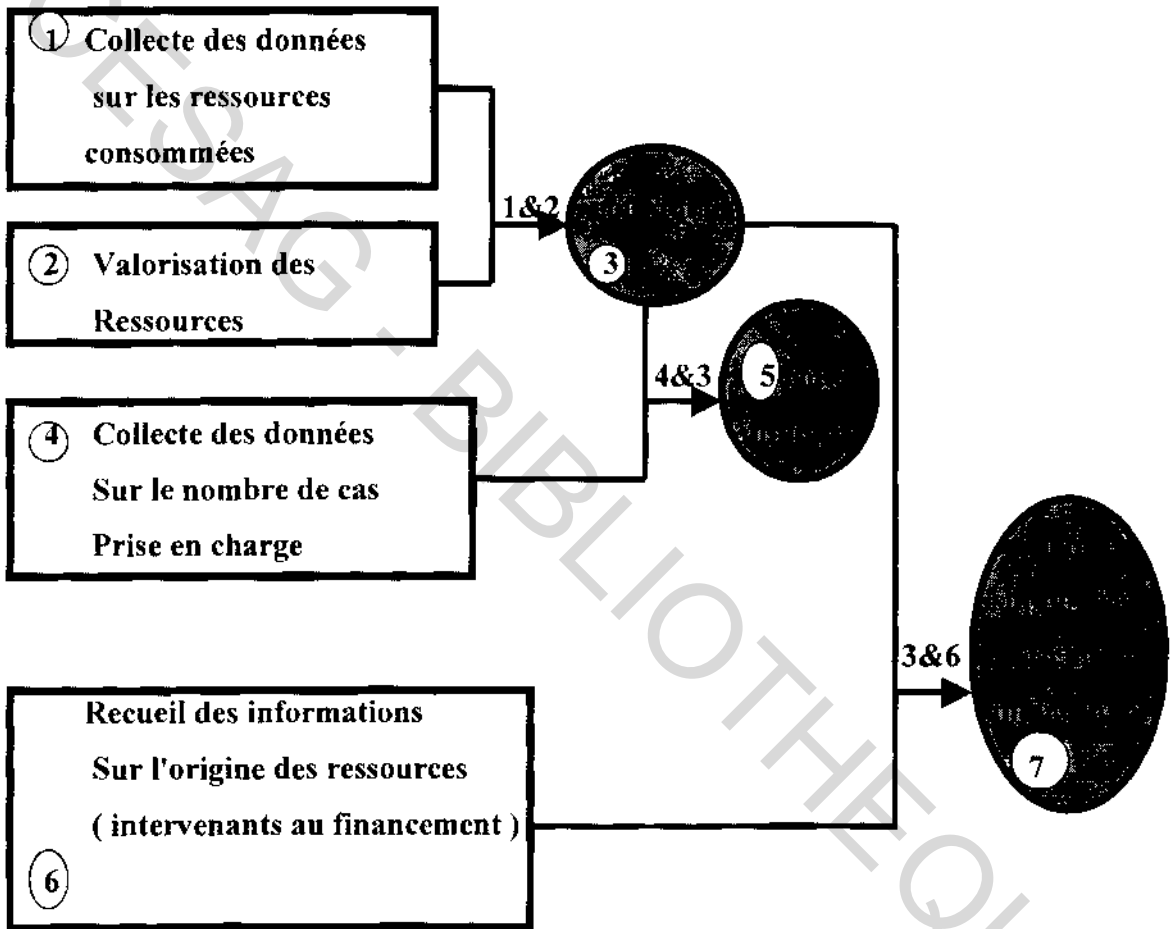 1 Collecte des données
sur les ressources
consommées
1&2
3
2 Valorisation des
Ressources
4&3
5
4 Collecte des données
Sur le nombre de cas
Prise en charge
3&6
7
Recueil des informations
Sur l'origine des ressources
( intervenants au financement )
6
CESAG - BIBLIOTHEQU